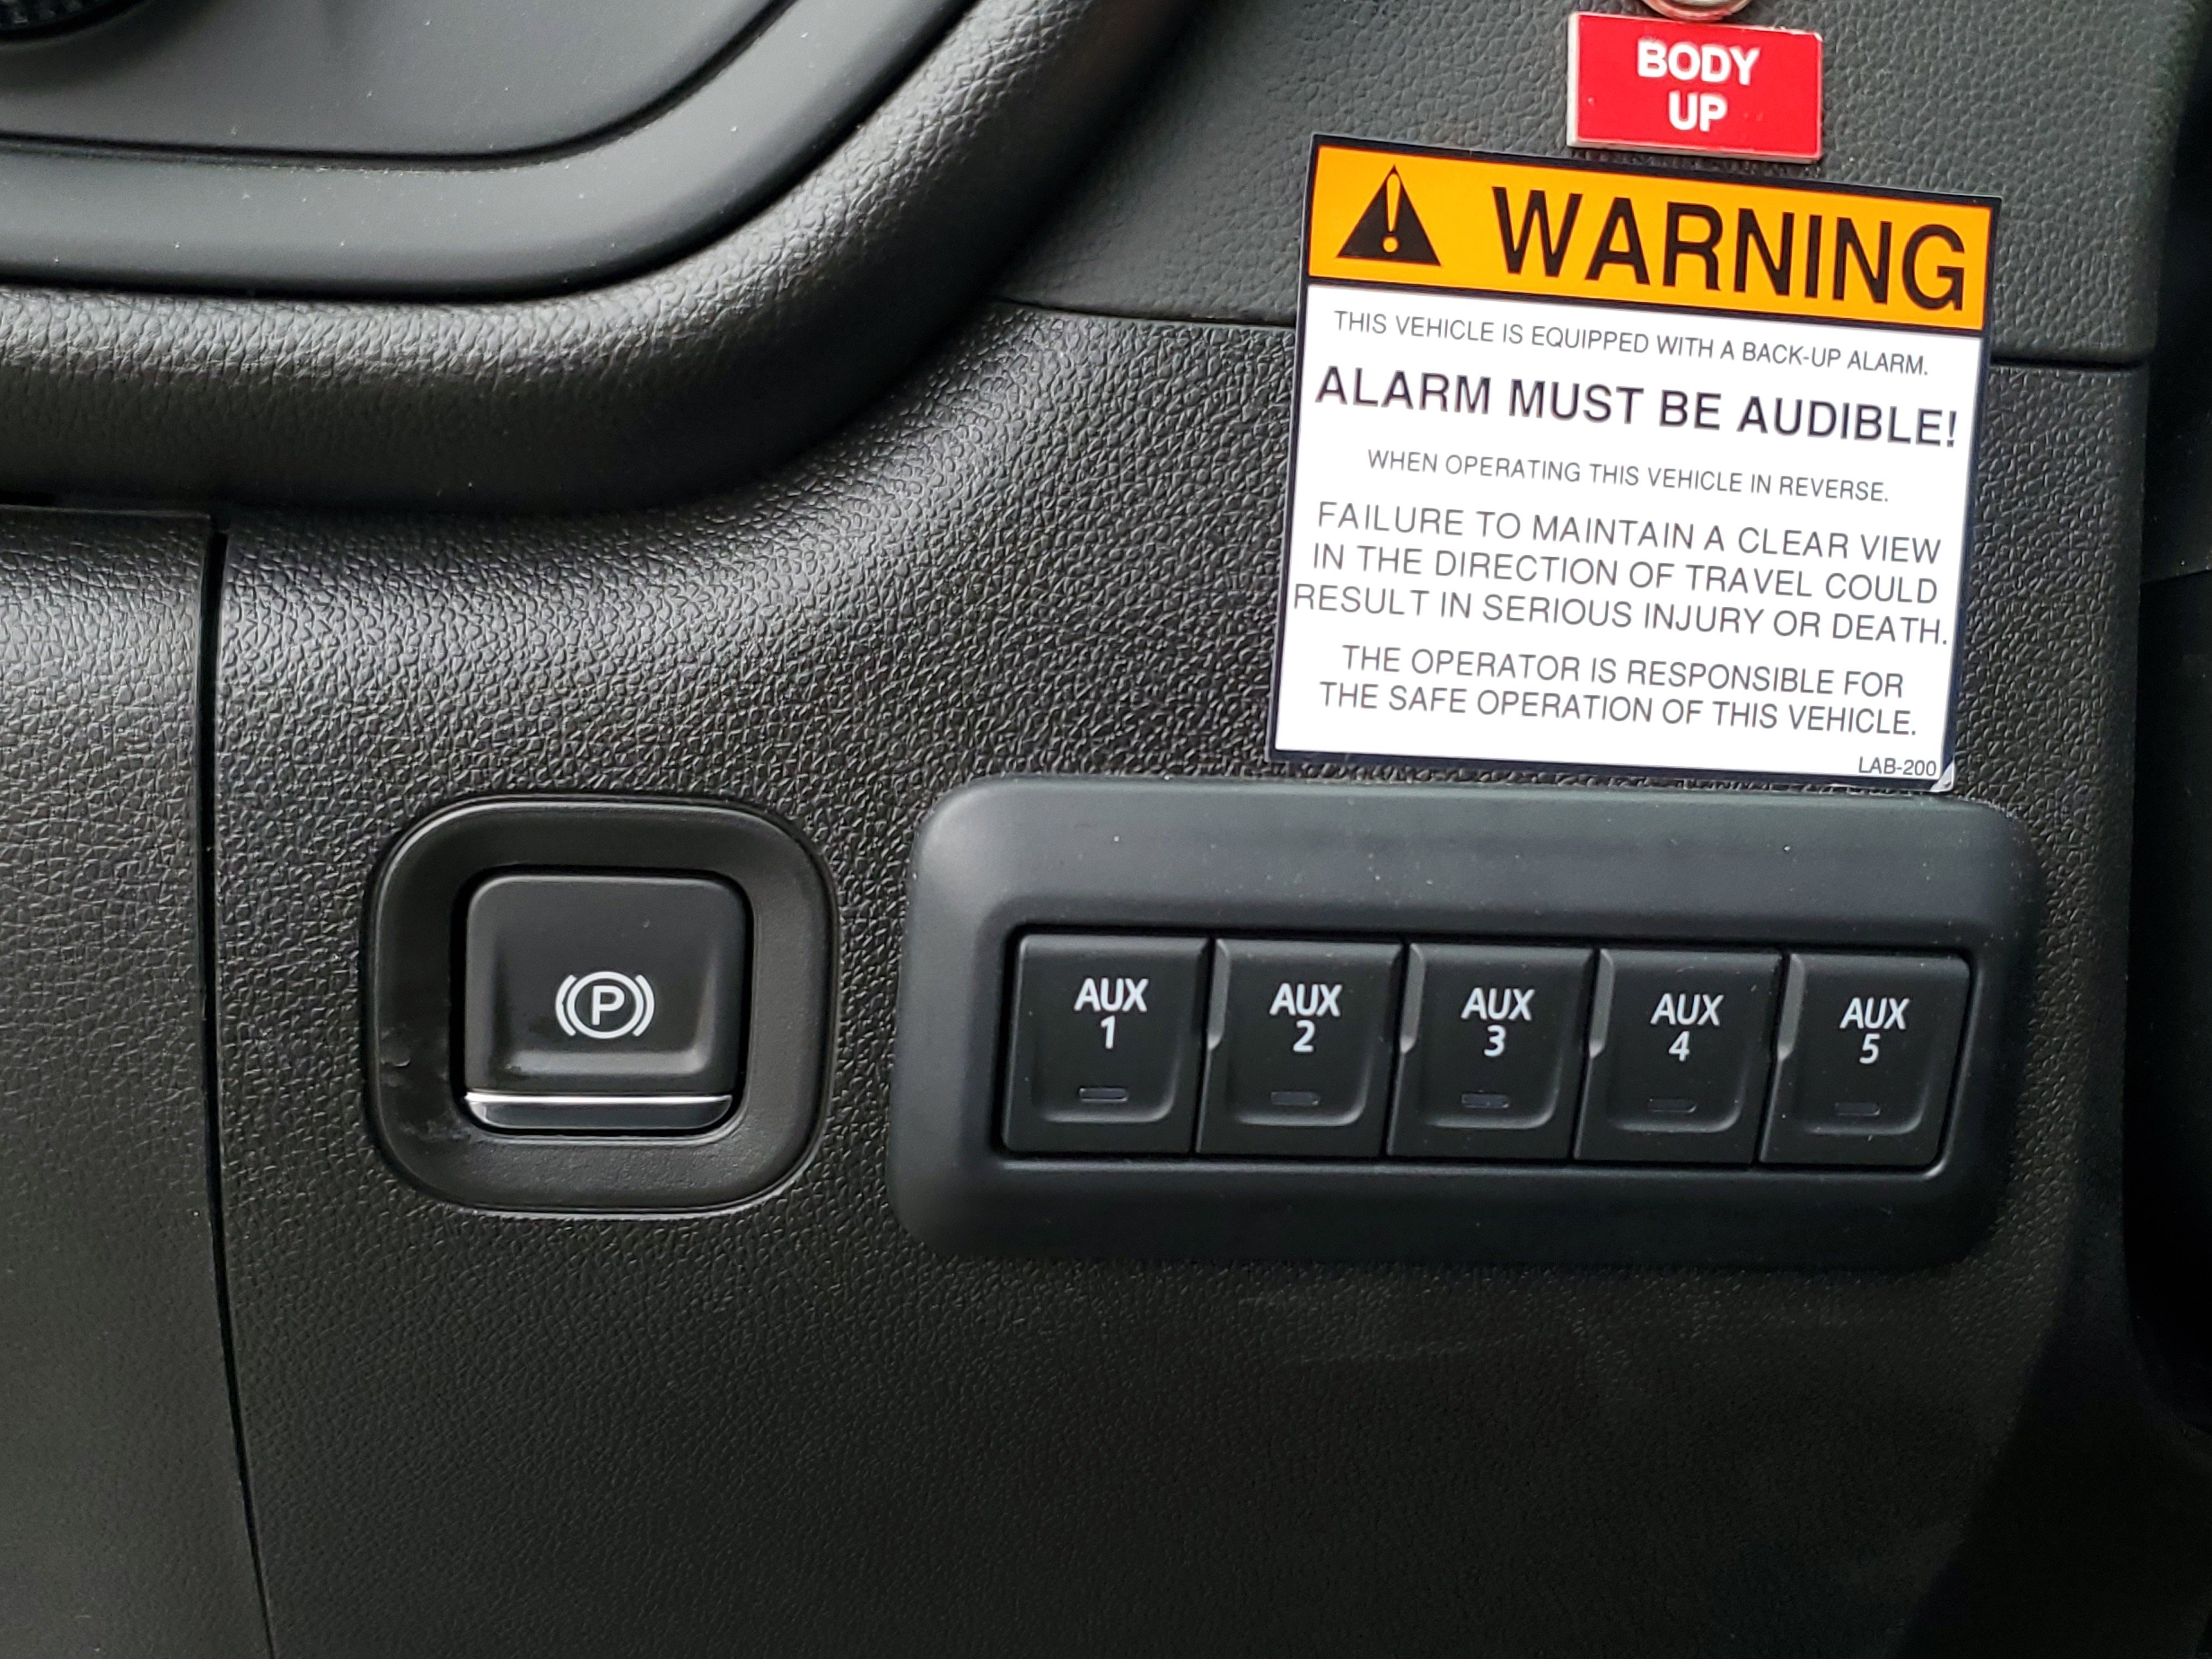 BODY
UP
WARNING
THIS VEHICLE IS EQUIPPED WITH A BACK-UP ALARM.
ALARM MUST BE AUDIBLE!
WHEN OPERATING THIS VEHICLE IN REVERSE.
FAILURE TO MAINTAIN A CLEAR VIEW
IN THE DIRECTION OF TRAVEL COULD
RESULT IN SERIOUS INJURY OR DEATH.
THE OPERATOR IS RESPONSIBLE FOR
THE SAFE OPERATION OF THIS VEHICLE.
LAB-200
P
AUX
1
AUX
2
AUX
3
AUX
4
AUX
5